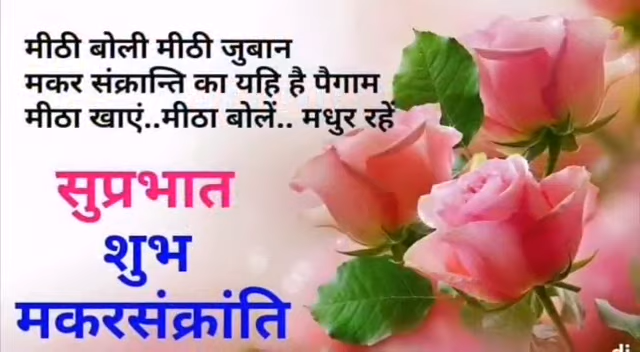 मीठी बोली मीठी जुबान
मकर संक्रान्ति का यहि है पैगाम
मीठा खाएं..मीठा बोलें.. मधुर रहें
सुप्रभात
शुभ
मकरसंक्रांति